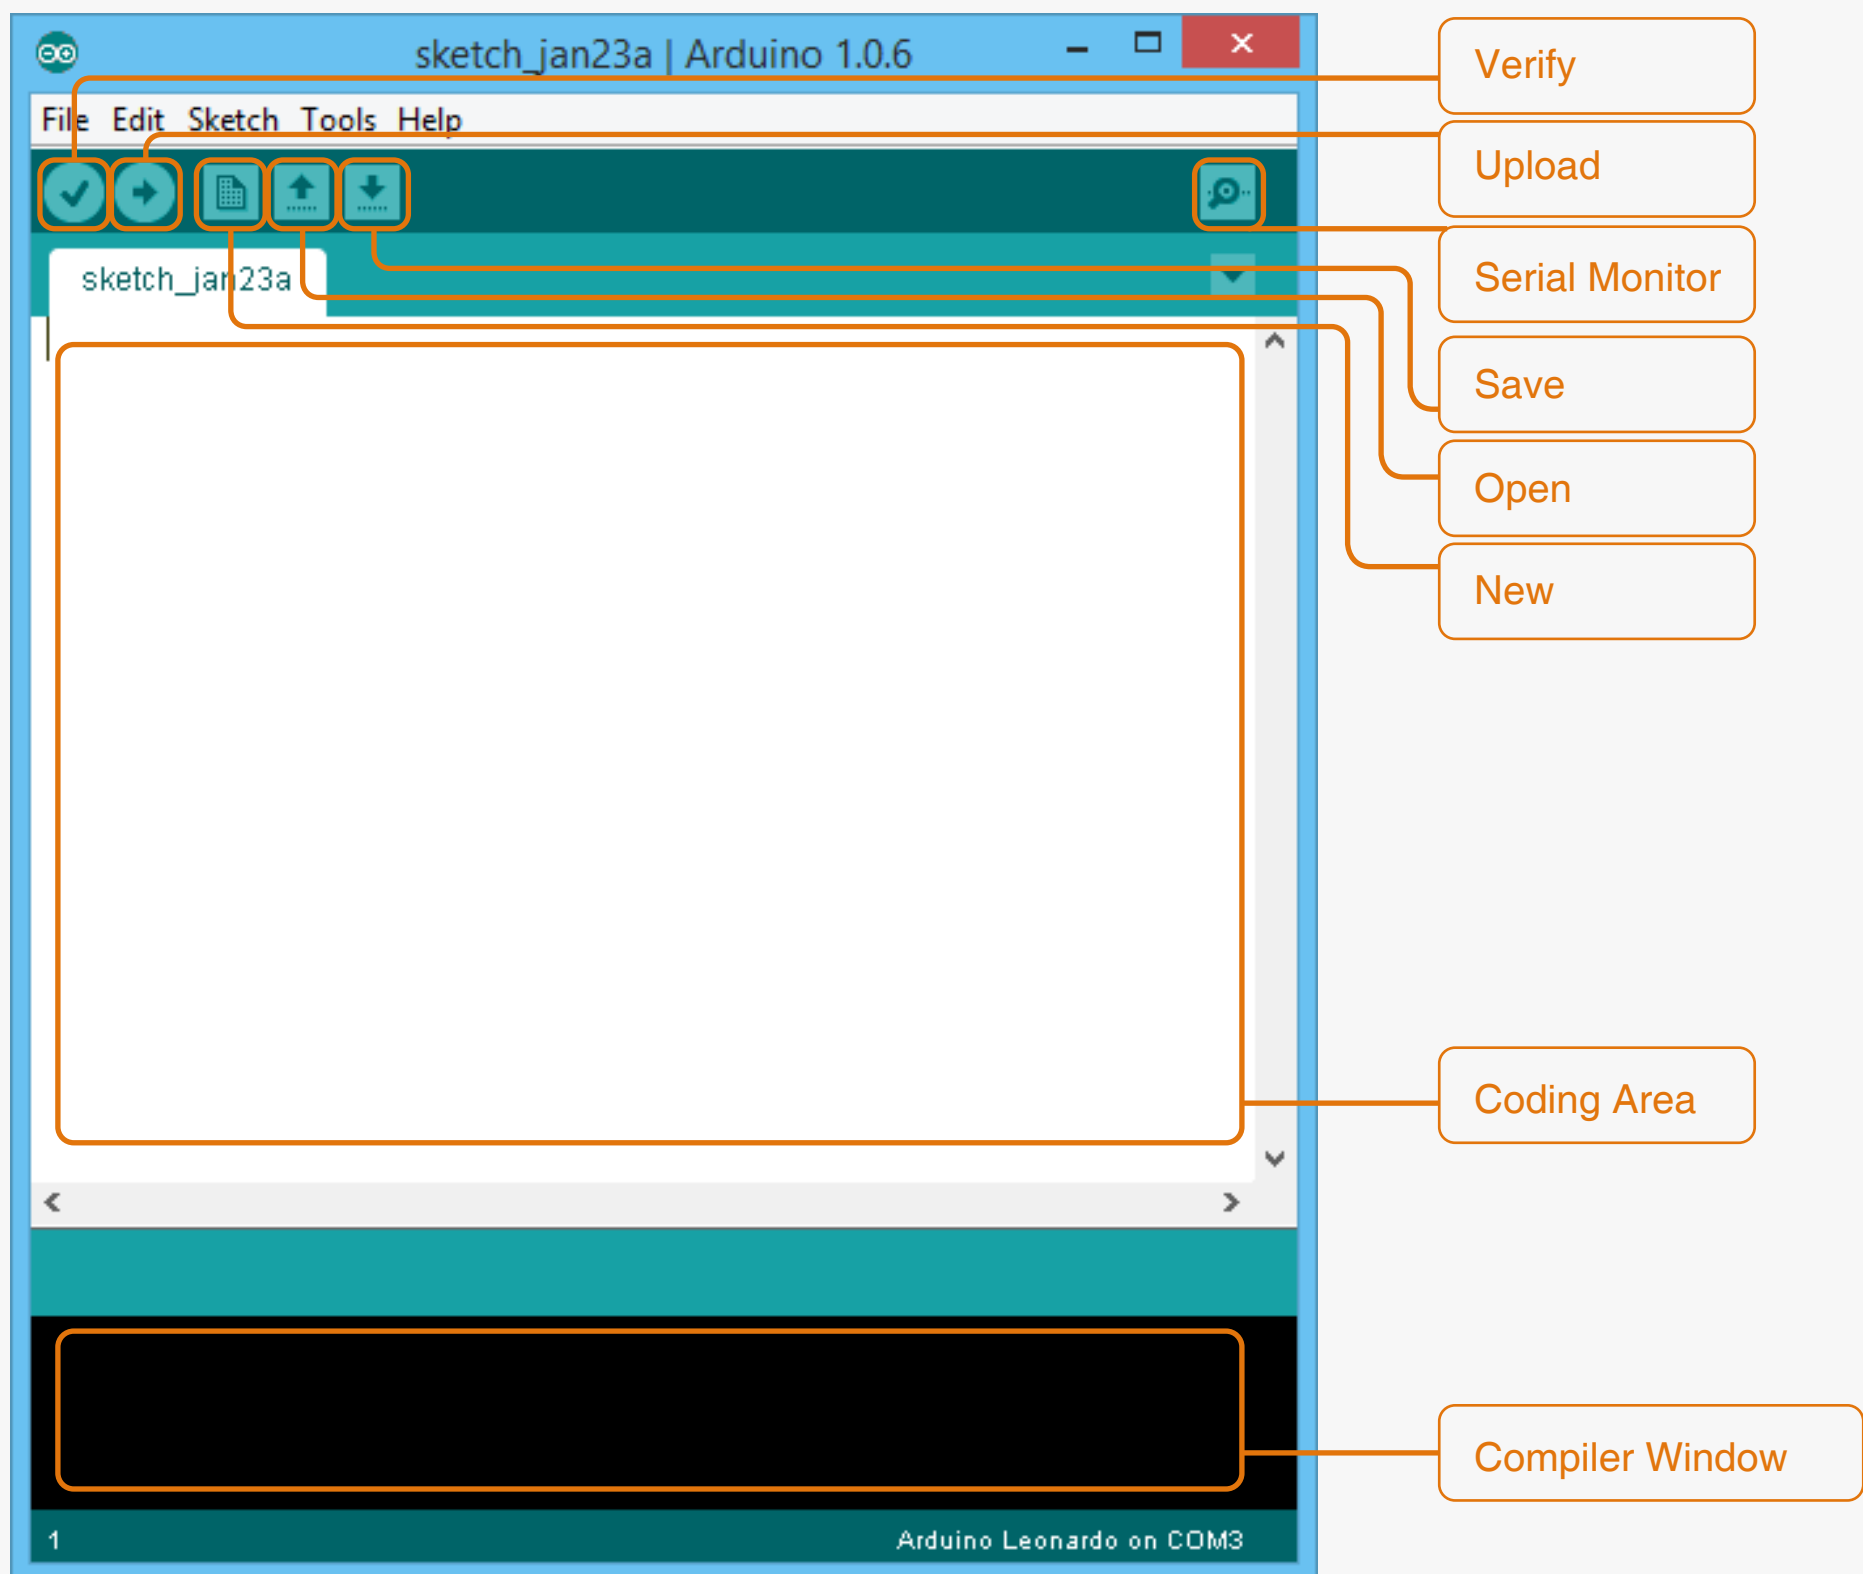 sketch_jan23a | Arduino 1.0.6
File Edit Sketch Tools Help
sketch_jan23a
Verify
Upload
Serial Monitor
Save
Open
New
Coding Area
Compiler Window
1
Arduino Leonardo on COM3